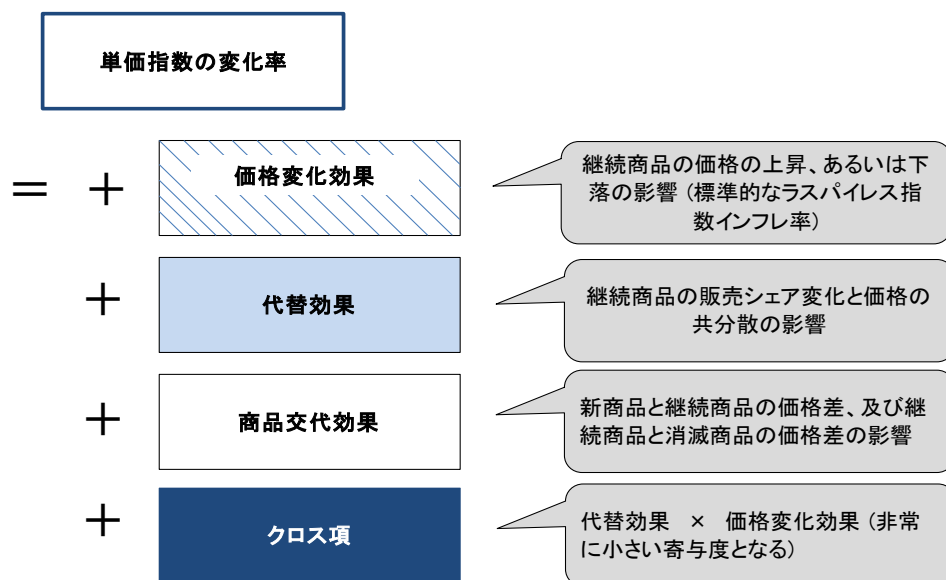 単価指数の変化率
= + 価格変化効果
継続商品の価格の上昇、あるいは下
落の影響 (標準的なラスパイレス指
数インフレ率)
+ 代替効果
継続商品の販売シェア変化と価格の
共分散の影響
+ 商品交代効果
新商品と継続商品の価格差、及び継
続商品と消滅商品の価格差の影響
+ クロス項
代替効果 × 価格変化効果 (非常
に小さい寄与度となる)